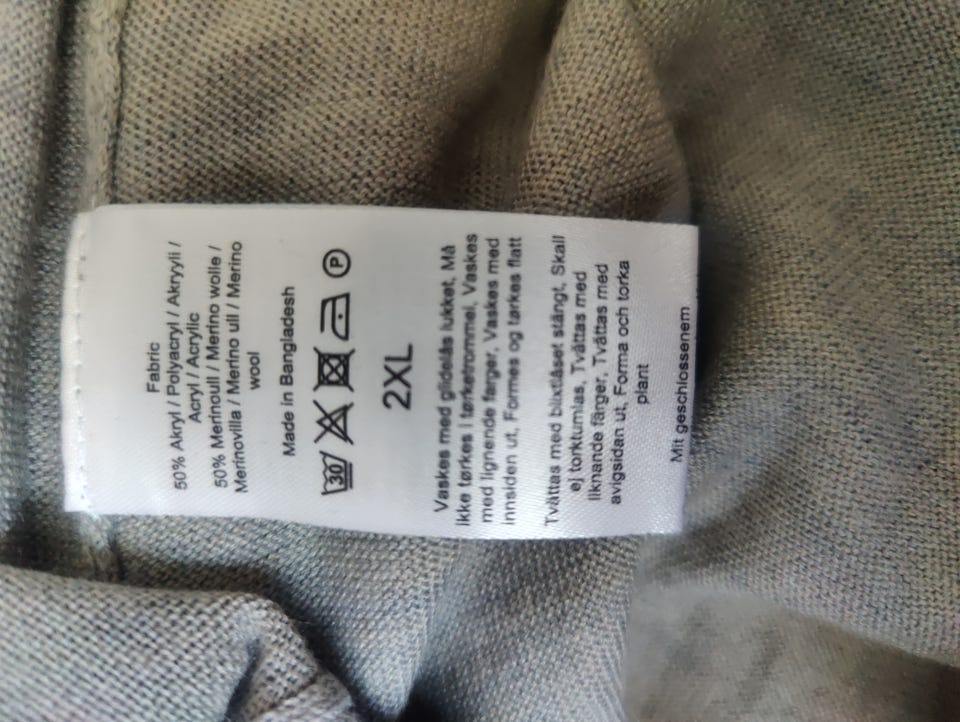 Fabric
50% Akryl / Polyacryl / Akryyli /
Acryl / Acrylic
50% Merinoull / Merino wolle /
Merinovilla / Merino ull / Merino
wool
Made in Bangladesh
30 P
2XL
Vaskes med glidelås lukket, Må
ikke tørkes i tørketrommel, Vaskes
med lignende farger, Vaskes med
innsiden ut, Formes og tørkes flatt
Tvättas med blixtlåset stängt, Skall
ej torktumlas, Tvättas med
liknande färger, Tvättas med
avigsidan ut, Forma och torka
plant
Mit geschlossenem